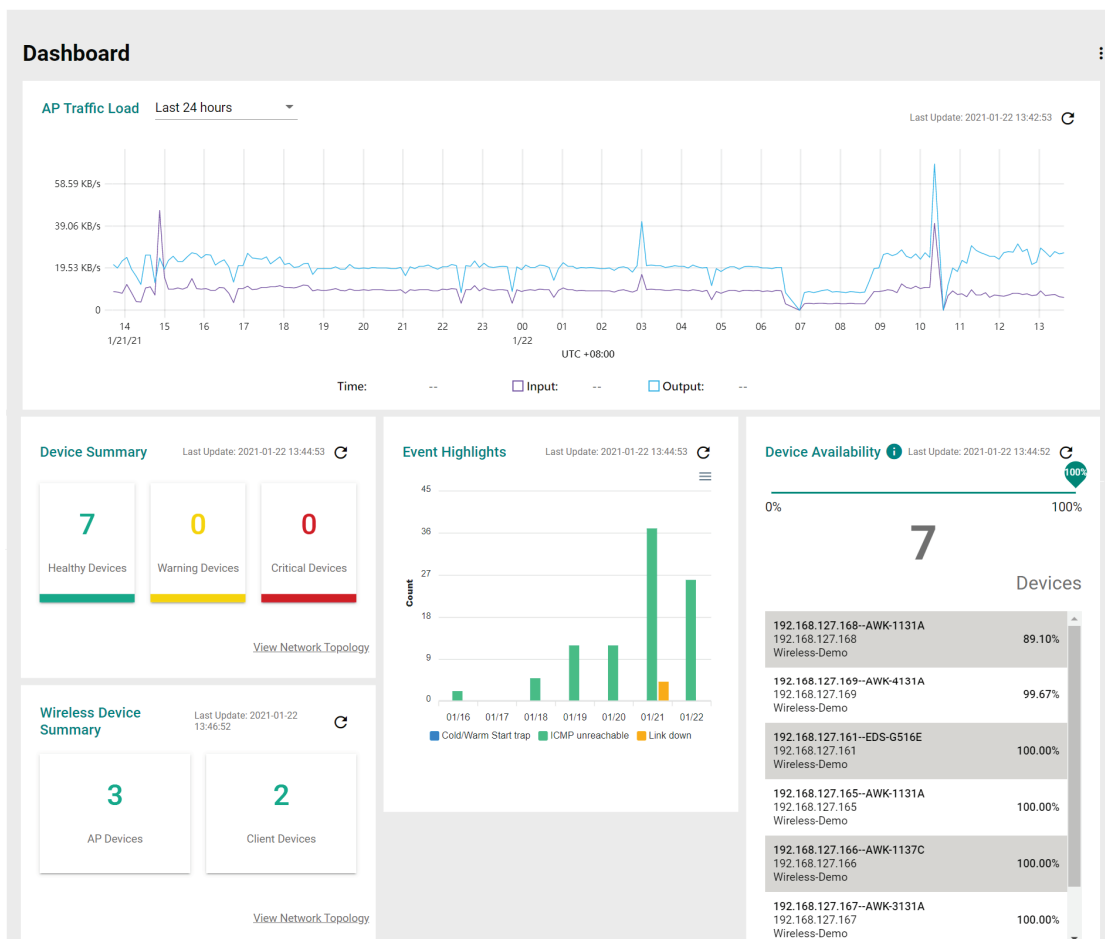 Dashboard
AP Traffic Load Last 24 hours
Last Update: 2021-01-22 13:42:53
58.59 KB/s
39.06 KB/s
19.53 KB/s
0
14 15 16 17 18 19 20 21 22 23 00 01 02 03 04 05 06 07 08 09 10 11 12 13
1/21/21 1/22
UTC +08:00
Time: -- Input: -- Output: --
Device Summary Last Update: 2021-01-22 13:44:53
7 0 0
Healthy Devices Warning Devices Critical Devices
View Network Topology
Wireless Device
Summary
Last Update: 2021-01-22
13:46:52
3 2
AP Devices Client Devices
View Network Topology
Event Highlights Last Update: 2021-01-22 13:44:53
45
36
27
18
9
0
Count
01/16 01/17 01/18 01/19 01/20 01/21 01/22
Cold/Warm Start trap ICMP unreachable Link down
Device Availability i Last Update: 2021-01-22 13:44:52
100%
0% 100%
7
Devices
192.168.127.168--AWK-1131A
192.168.127.168 89.10%
Wireless-Demo
192.168.127.169--AWK-4131A
192.168.127.169 99.67%
Wireless-Demo
192.168.127.161--EDS-G516E
192.168.127.161 100.00%
Wireless-Demo
192.168.127.165--AWK-1131A
192.168.127.165 100.00%
Wireless-Demo
192.168.127.166--AWK-1137C
192.168.127.166 100.00%
Wireless-Demo
192.168.127.167--AWK-3131A
192.168.127.167 100.00%
Wireless-Demo